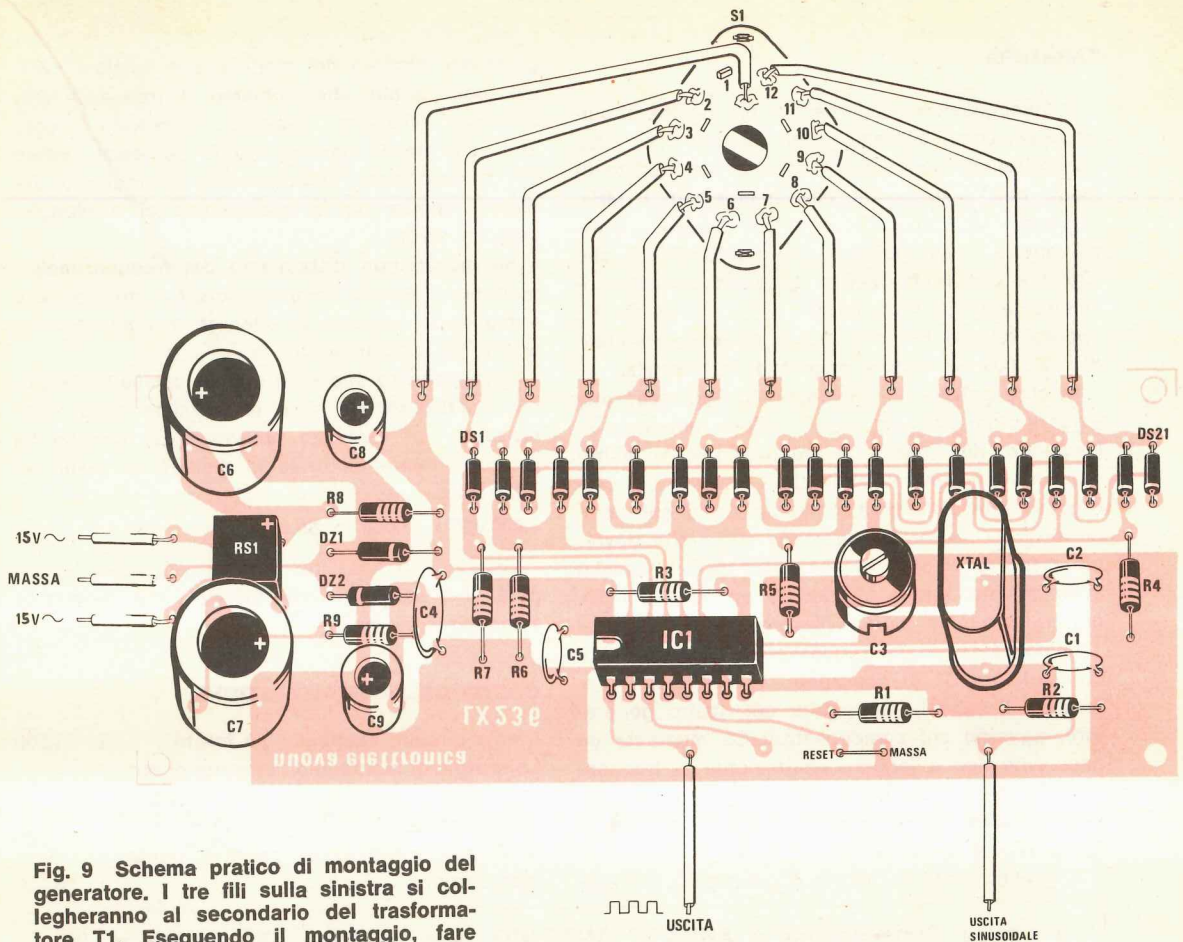 S1
1
12
2
11
3
10
4
9
5
8
6
7
C6
C8
DS1
DS21
R8
15V~
RS1
DZ1
MASSA
DZ2
C4
R3
R5
XTAL
C2
R4
15V~
R9
IC1
C3
C5
C1
R7
R6
C7
C9
R1
R2
LX236
RESET
MASSA
nuova elettronica
USCITA
USCITA
SINUSOIDALE
Fig. 9 Schema pratico di montaggio del
generatore. I tre fili sulla sinistra si col-
legheranno al secondario del trasforma-
tore T1. Eseguendo il montaggio, fare